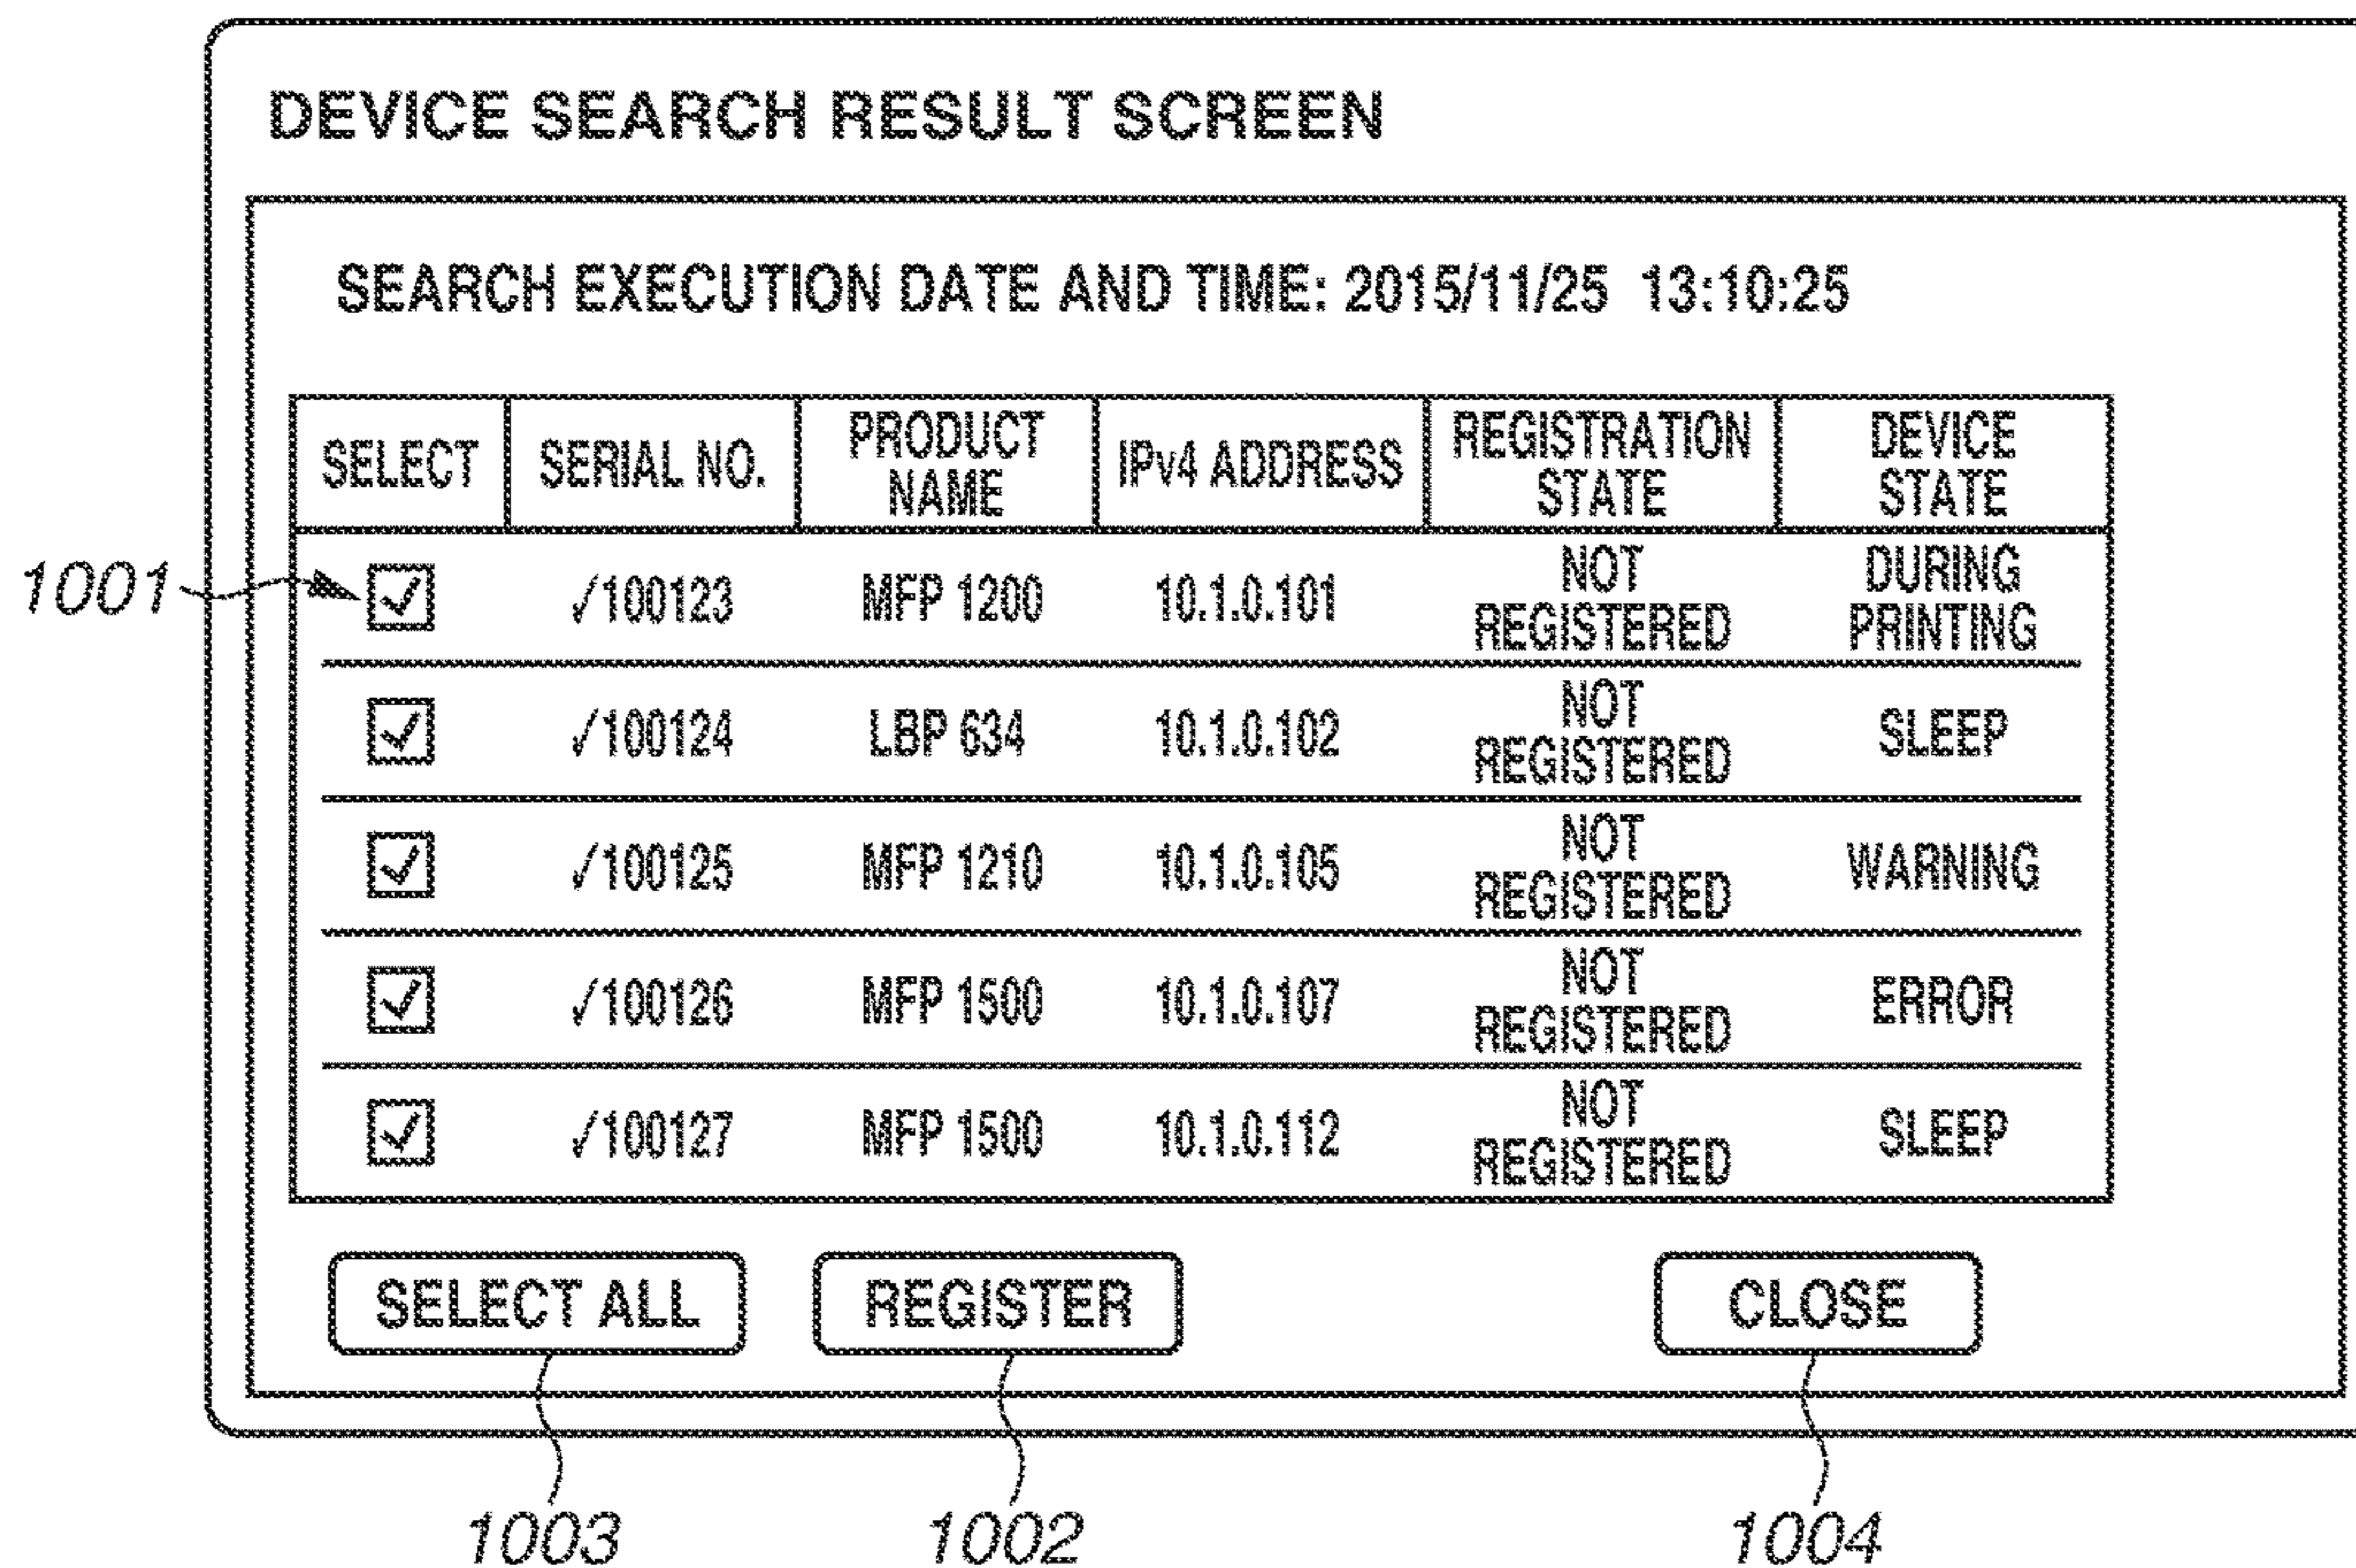 DEVICE SEARCH RESULT SCREEN
SEARCH EXECUTION DATE AND TIME: 2015/11/25 13:10:25
SELECT SERIAL NO. PRODUCT NAME IPv4 ADDRESS REGISTRATION STATE DEVICE STATE
1001 ✓ ✓100123 MFP 1200 10.1.0.101 NOT REGISTERED DURING PRINTING
✓ ✓100124 LBP 634 10.1.0.102 NOT REGISTERED SLEEP
✓ ✓100125 MFP 1210 10.1.0.105 NOT REGISTERED WARNING
✓ ✓100126 MFP 1500 10.1.0.107 NOT REGISTERED ERROR
✓ ✓100127 MFP 1500 10.1.0.112 NOT REGISTERED SLEEP
SELECT ALL REGISTER CLOSE
1003 1002 1004